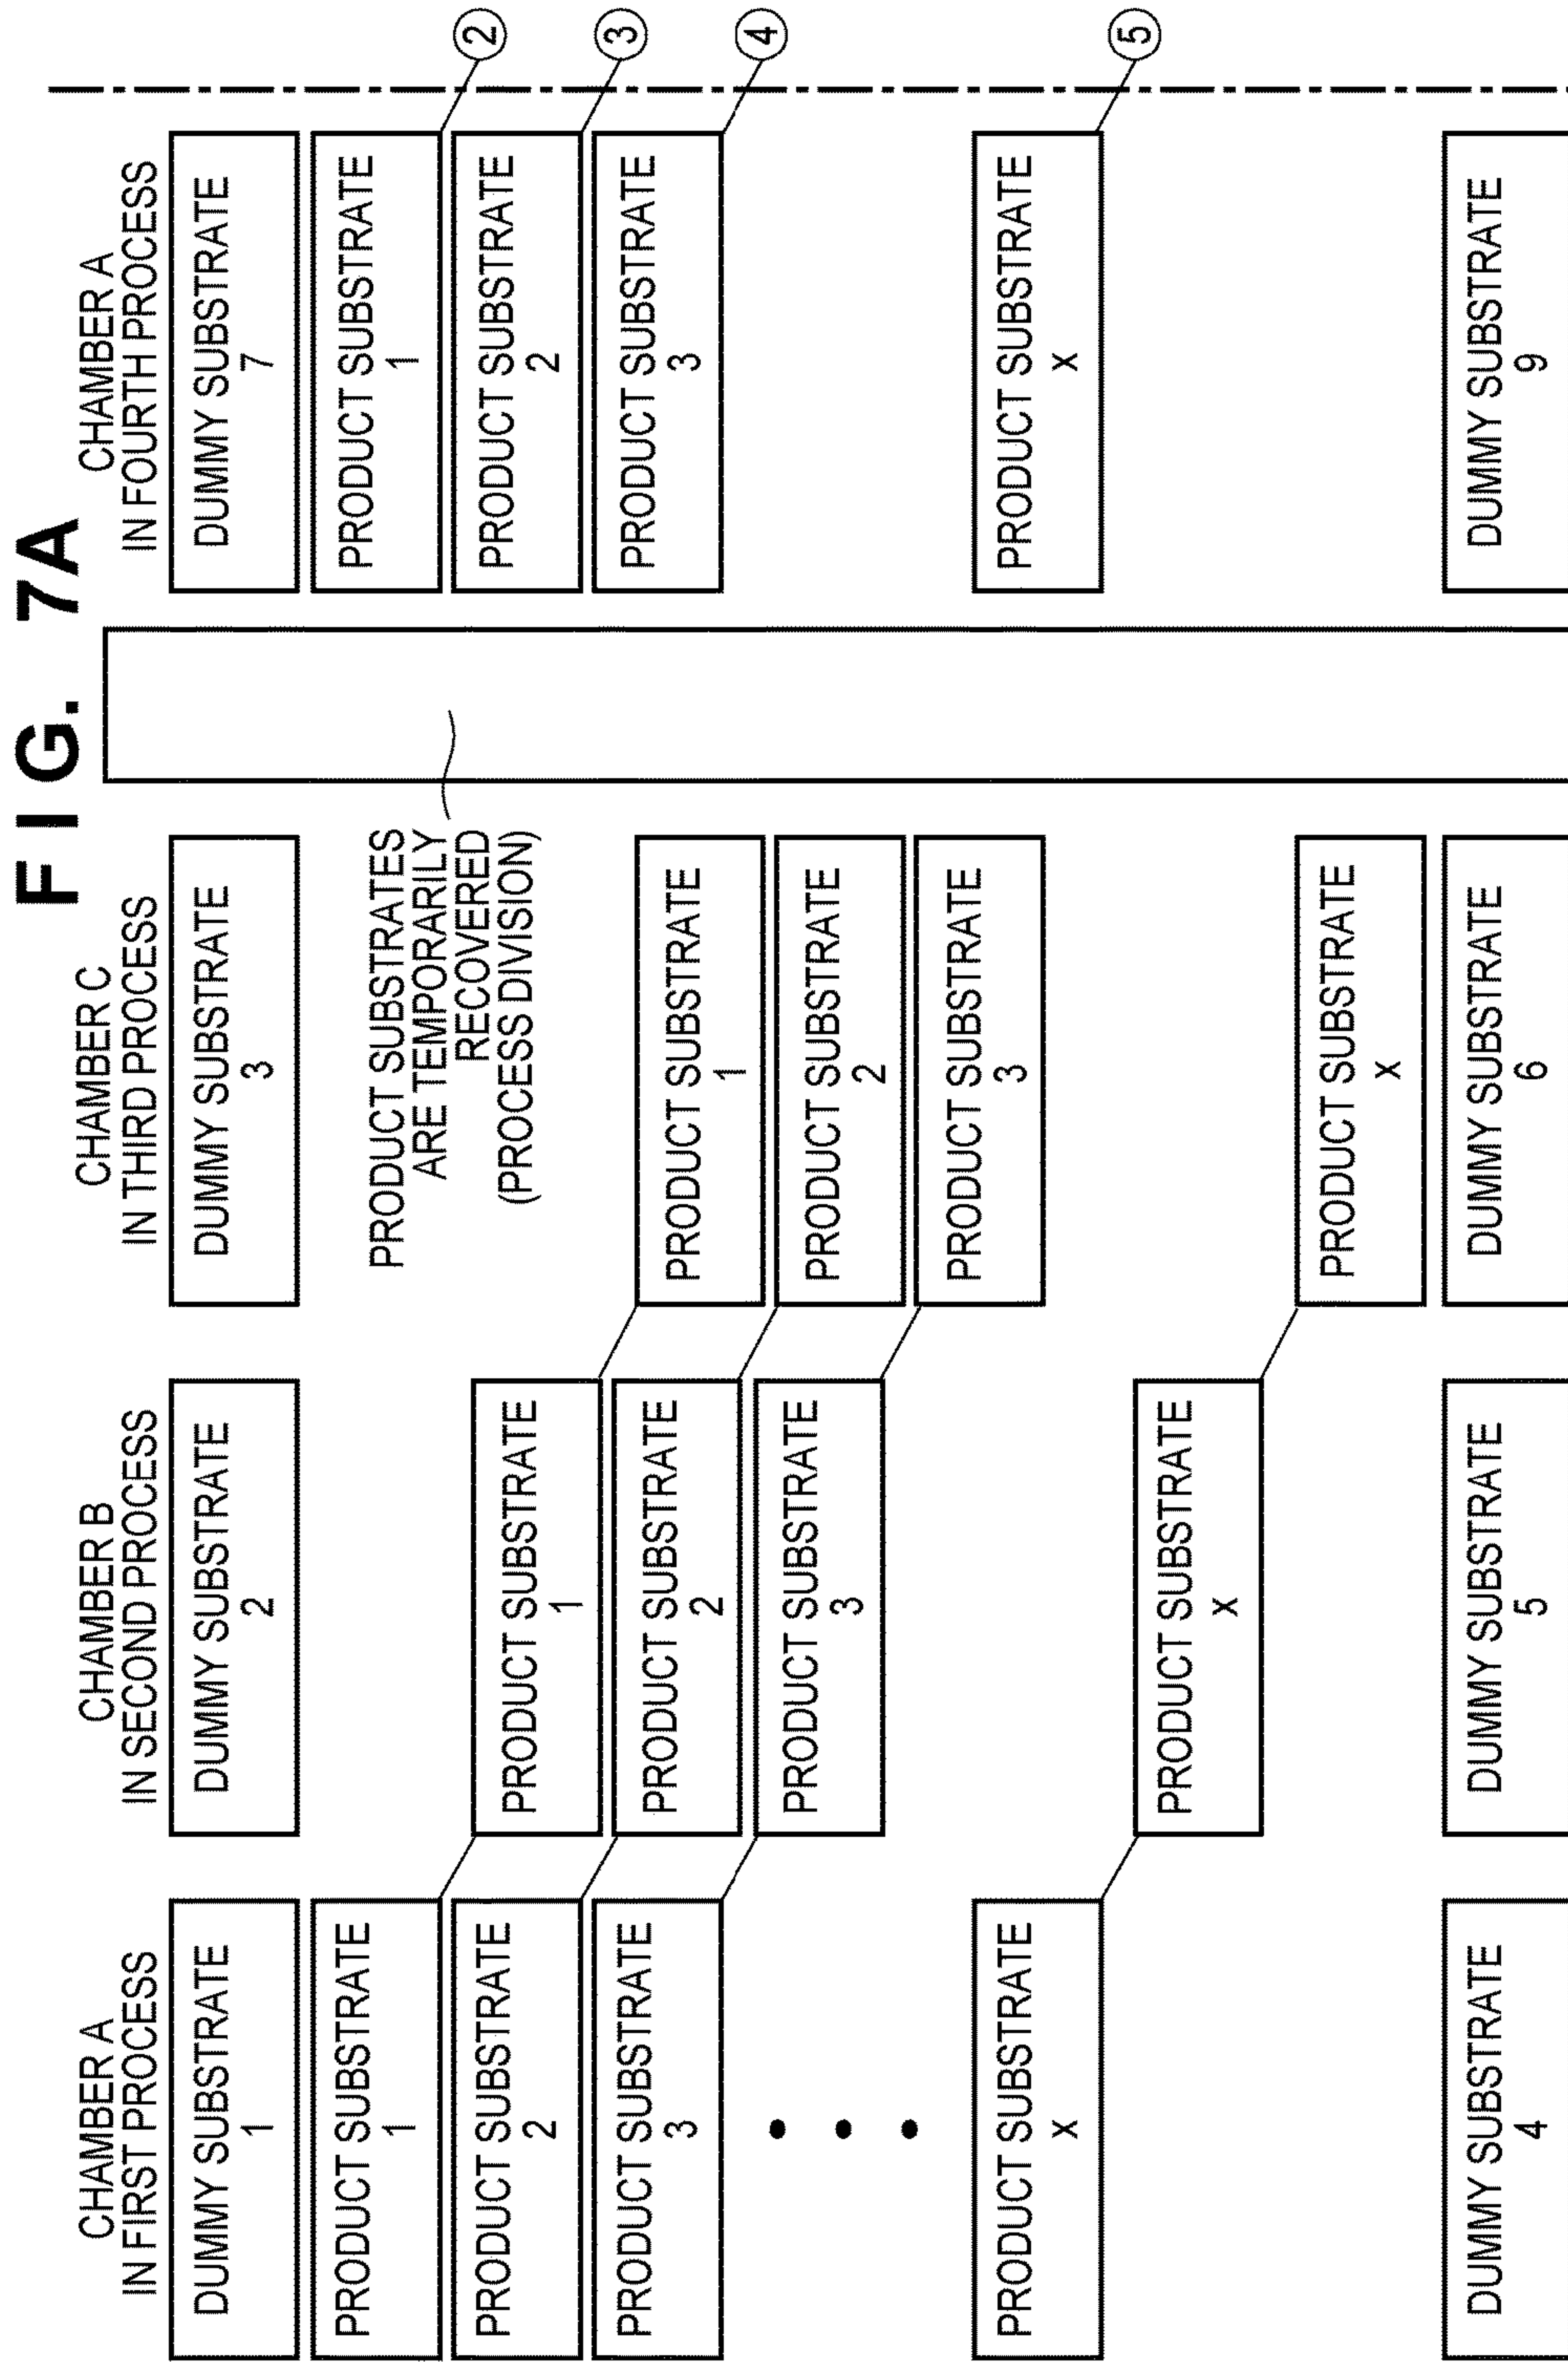 FIG. 7A
CHAMBER A
IN FIRST PROCESS
DUMMY SUBSTRATE
1
PRODUCT SUBSTRATE
1
PRODUCT SUBSTRATE
2
PRODUCT SUBSTRATE
3
PRODUCT SUBSTRATE
x
DUMMY SUBSTRATE
4
CHAMBER B
IN SECOND PROCESS
DUMMY SUBSTRATE
2
PRODUCT SUBSTRATE
1
PRODUCT SUBSTRATE
2
PRODUCT SUBSTRATE
3
PRODUCT SUBSTRATE
x
DUMMY SUBSTRATE
5
CHAMBER C
IN THIRD PROCESS
DUMMY SUBSTRATE
3
PRODUCT SUBSTRATES
ARE TEMPORARILY
RECOVERED
(PROCESS DIVISION)
PRODUCT SUBSTRATE
1
PRODUCT SUBSTRATE
2
PRODUCT SUBSTRATE
3
PRODUCT SUBSTRATE
x
DUMMY SUBSTRATE
6
CHAMBER A
IN FOURTH PROCESS
DUMMY SUBSTRATE
7
PRODUCT SUBSTRATE
1
PRODUCT SUBSTRATE
2
PRODUCT SUBSTRATE
3
PRODUCT SUBSTRATE
x
DUMMY SUBSTRATE
9
②
③
④
⑤